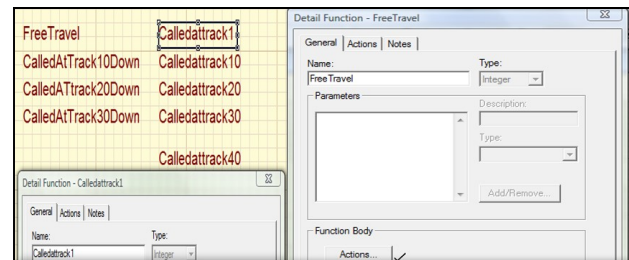 FreeTravel Calledattrack1
CalledAtTrack10Down Calledattrack10
CalledATtrack20Down Calledattrack20
CalledAtTrack30Down Calledattrack30
Calledattrack40
Detail Function - Calledattrack1
General Actions Notes
Name: Type:
Calledattrack1 Integer
Detail Function - FreeTravel
General Actions Notes
Name: Type:
FreeTravel Integer
Parameters
Description:
Type:
Add/Remove...
Function Body
Actions...